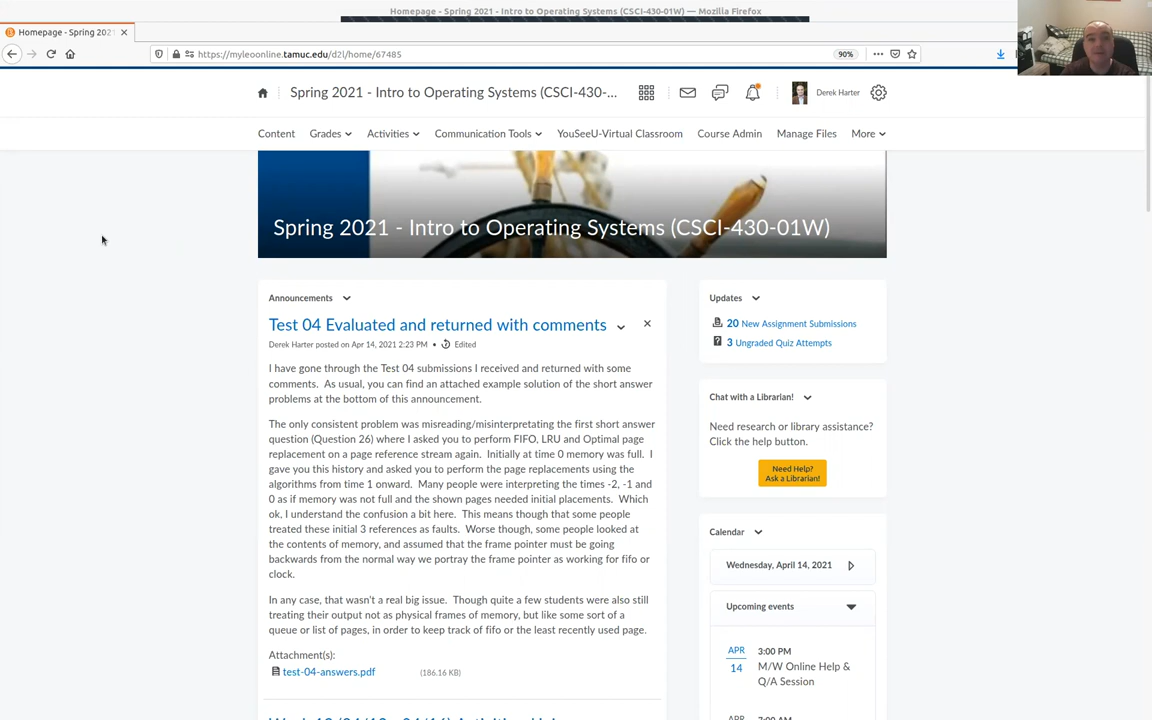 Homepage - Spring 2021 - Intro to Operating Systems (CSCI-430-01W) — Mozilla Firefox
Homepage - Spring 202
https://myleoonline.tamuc.edu/d2l/home/67485
90%
Spring 2021 - Intro to Operating Systems (CSCI-430-...
Derek Harter
Content
Grades
Activities
Communication Tools
YouSeeU-Virtual Classroom
Course Admin
Manage Files
More
Spring 2021 - Intro to Operating Systems (CSCI-430-01W)
Announcements
Test 04 Evaluated and returned with comments
Derek Harter posted on Apr 14, 2021 2:23 PM • Edited
I have gone through the Test 04 submissions I received and returned with some
comments. As usual, you can find an attached example solution of the short answer
problems at the bottom of this announcement.
The only consistent problem was misreading/misinterpretating the first short answer
question (Question 26) where I asked you to perform FIFO, LRU and Optimal page
replacement on a page reference stream again. Initially at time 0 memory was full. I
gave you this history and asked you to perform the page replacements using the
algorithms from time 1 onward. Many people were interpreting the times -2, -1 and
0 as if memory was not full and the shown pages needed initial placements. Which
ok, I understand the confusion a bit here. This means though that some people
treated these initial 3 references as faults. Worse though, some people looked at
the contents of memory, and assumed that the frame pointer must be going
backwards from the normal way we portray the frame pointer as working for fifo or
clock.
In any case, that wasn't a real big issue. Though quite a few students were also still
treating their output not as physical frames of memory, but like some sort of a
queue or list of pages, in order to keep track of fifo or the least recently used page.
Attachment(s):
test-04-answers.pdf (186.16 KB)
Updates
20 New Assignment Submissions
3 Ungraded Quiz Attempts
Chat with a Librarian!
Need research or library assistance?
Click the help button.
Need Help?
Ask a Librarian!
Calendar
Wednesday, April 14, 2021
Upcoming events
APR
14
3:00 PM
M/W Online Help &
Q/A Session